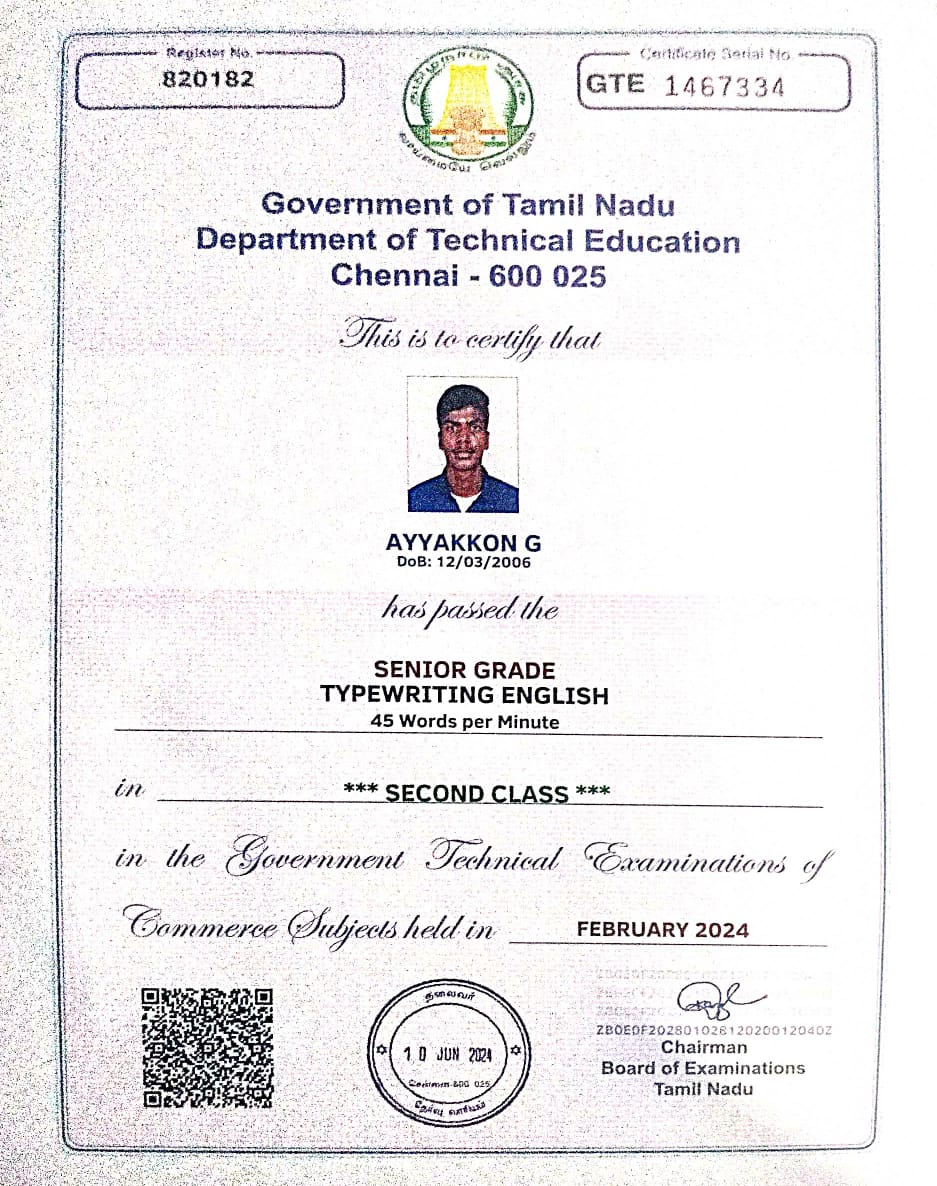 Register No.
820182
Certificate Serial No.
GTE 1467334
Government of Tamil Nadu
Department of Technical Education
Chennai - 600 025
This is to certify that
AYYAKKON G
DoB: 12/03/2006
has passed the
SENIOR GRADE
TYPEWRITING ENGLISH
45 Words per Minute
in *** SECOND CLASS ***
in the Government Technical Examinations of
Commerce Subjects held in FEBRUARY 2024
தலைவர்
10 JUN 2024
சென்னை-600 025
தேர்வு வாரியம்
Chairman
Board of Examinations
Tamil Nadu